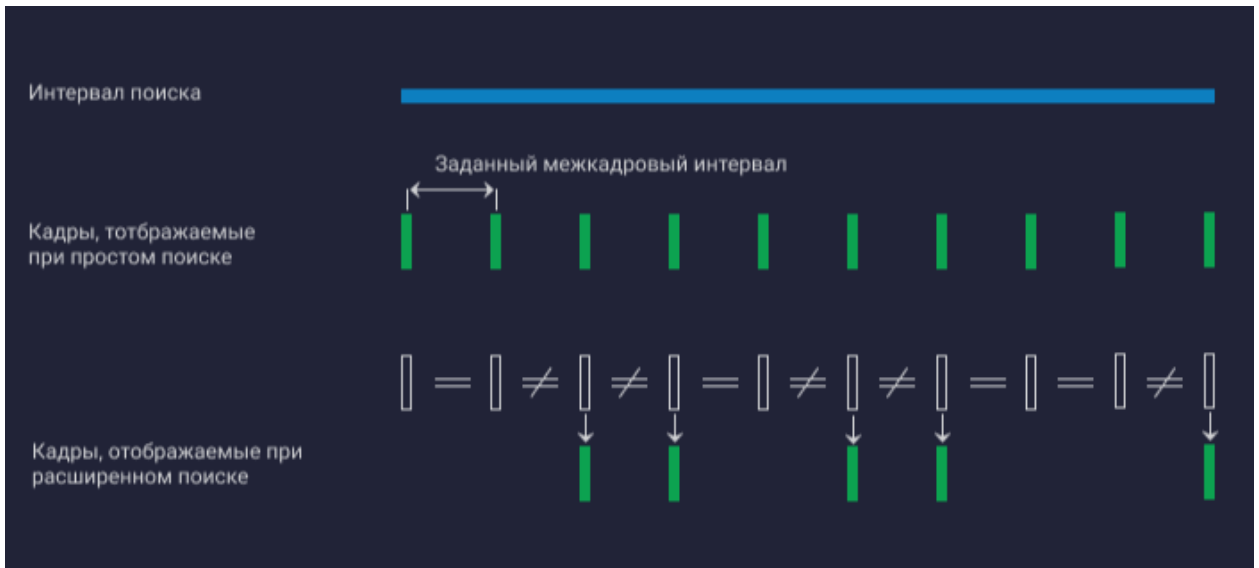 Интервал поиска
Заданный межкадровый интервал
Кадры, тотбражаемые
при простом поиске
= ≠ ≠ = ≠ ≠ = = ≠
Кадры, отображаемые при
расширенном поиске